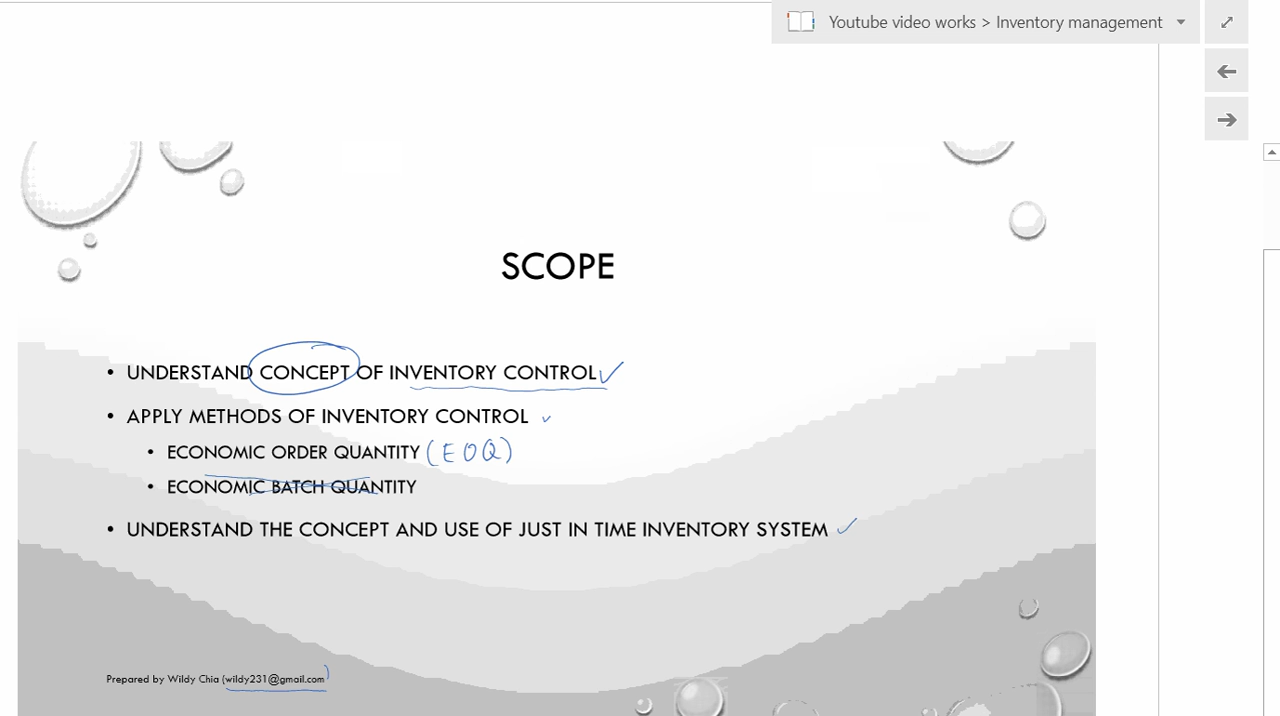 Youtube video works > Inventory management
SCOPE
• UNDERSTAND CONCEPT OF INVENTORY CONTROL
• APPLY METHODS OF INVENTORY CONTROL
• ECONOMIC ORDER QUANTITY (EOQ)
• ECONOMIC BATCH QUANTITY
• UNDERSTAND THE CONCEPT AND USE OF JUST IN TIME INVENTORY SYSTEM
Prepared by Wildy Chia (wildy231@gmail.com)